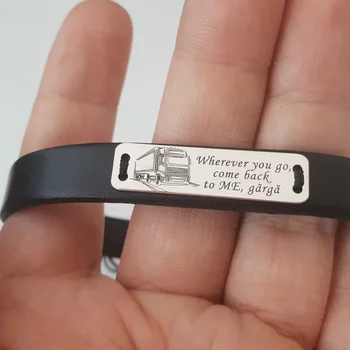 Wherever you go,
come back
to ME, gărgă